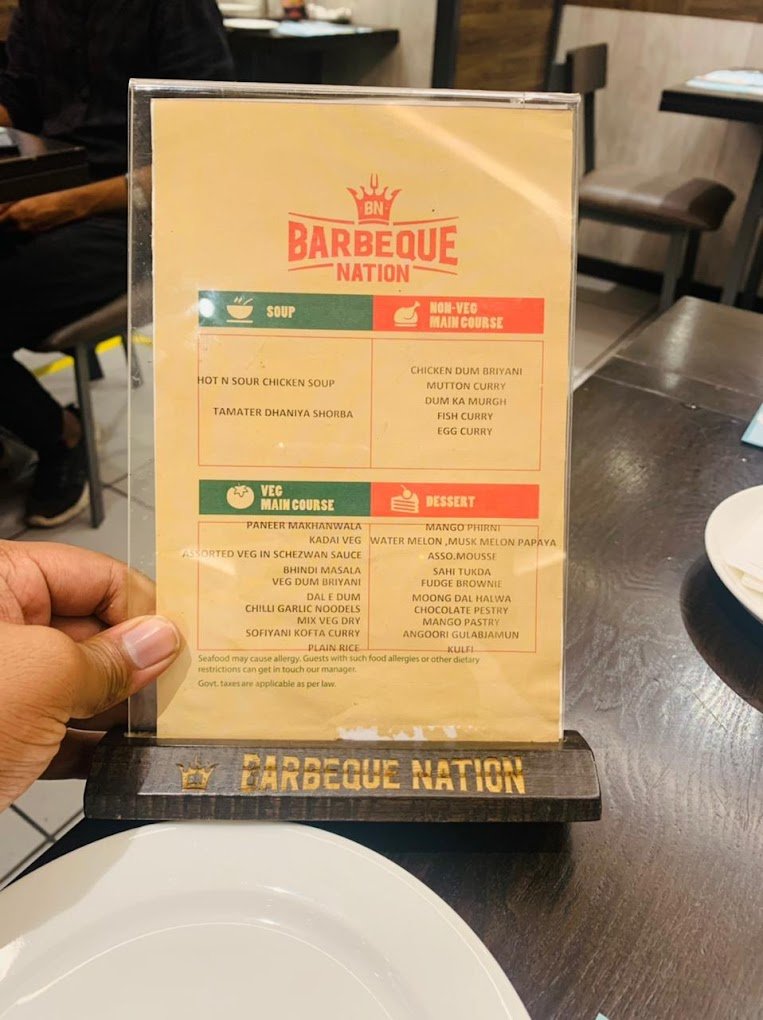 BN
BARBEQUE
NATION
SOUP
HOT N SOUR CHICKEN SOUP
TAMATER DHANIYA SHORBA
NON-VEG
MAIN COURSE
CHICKEN DUM BRIYANI
MUTTON CURRY
DUM KA MURGH
FISH CURRY
EGG CURRY
VEG
MAIN COURSE
PANEER MAKHANWALA
KADAI VEG
ASSORTED VEG IN SCHEZWAN SAUCE
BHINDI MASALA
VEG DUM BRIYANI
DAL E DUM
CHILLI GARLIC NOODELS
MIX VEG DRY
SOFIYANI KOFTA CURRY
PLAIN RICE
DESSERT
MANGO PHIRNI
WATER MELON ,MUSK MELON PAPAYA
ASSO.MOUSSE
SAHI TUKDA
FUDGE BROWNIE
MOONG DAL HALWA
CHOCOLATE PESTRY
MANGO PASTRY
ANGOORI GULABJAMUN
KULFI
Seafood may cause allergy. Guests with such food allergies or other dietary
restrictions can get in touch our manager.
Govt. taxes are applicable as per law.
BN BARBEQUE NATION